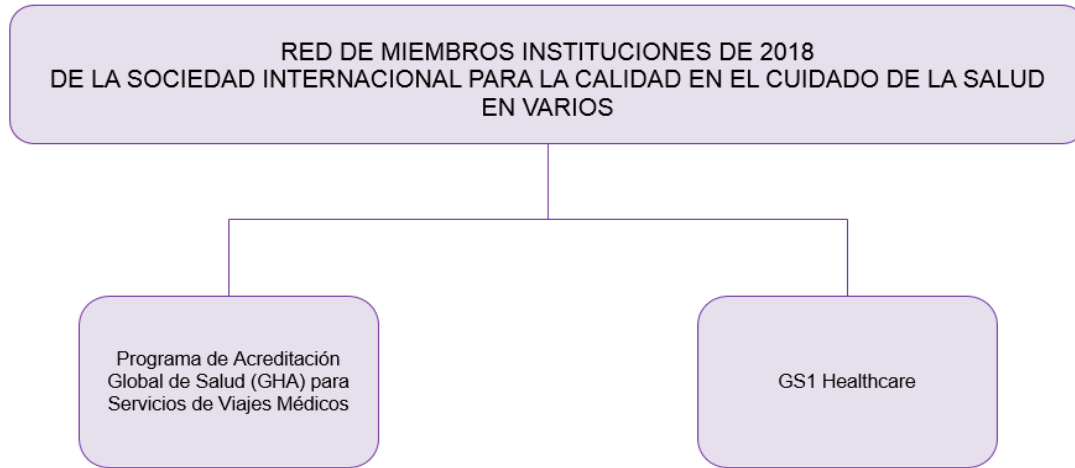 RED DE MIEMBROS INSTITUCIONES DE 2018
DE LA SOCIEDAD INTERNACIONAL PARA LA CALIDAD EN EL CUIDADO DE LA SALUD
EN VARIOS
Programa de Acreditación
Global de Salud (GHA) para
Servicios de Viajes Médicos
GS1 Healthcare